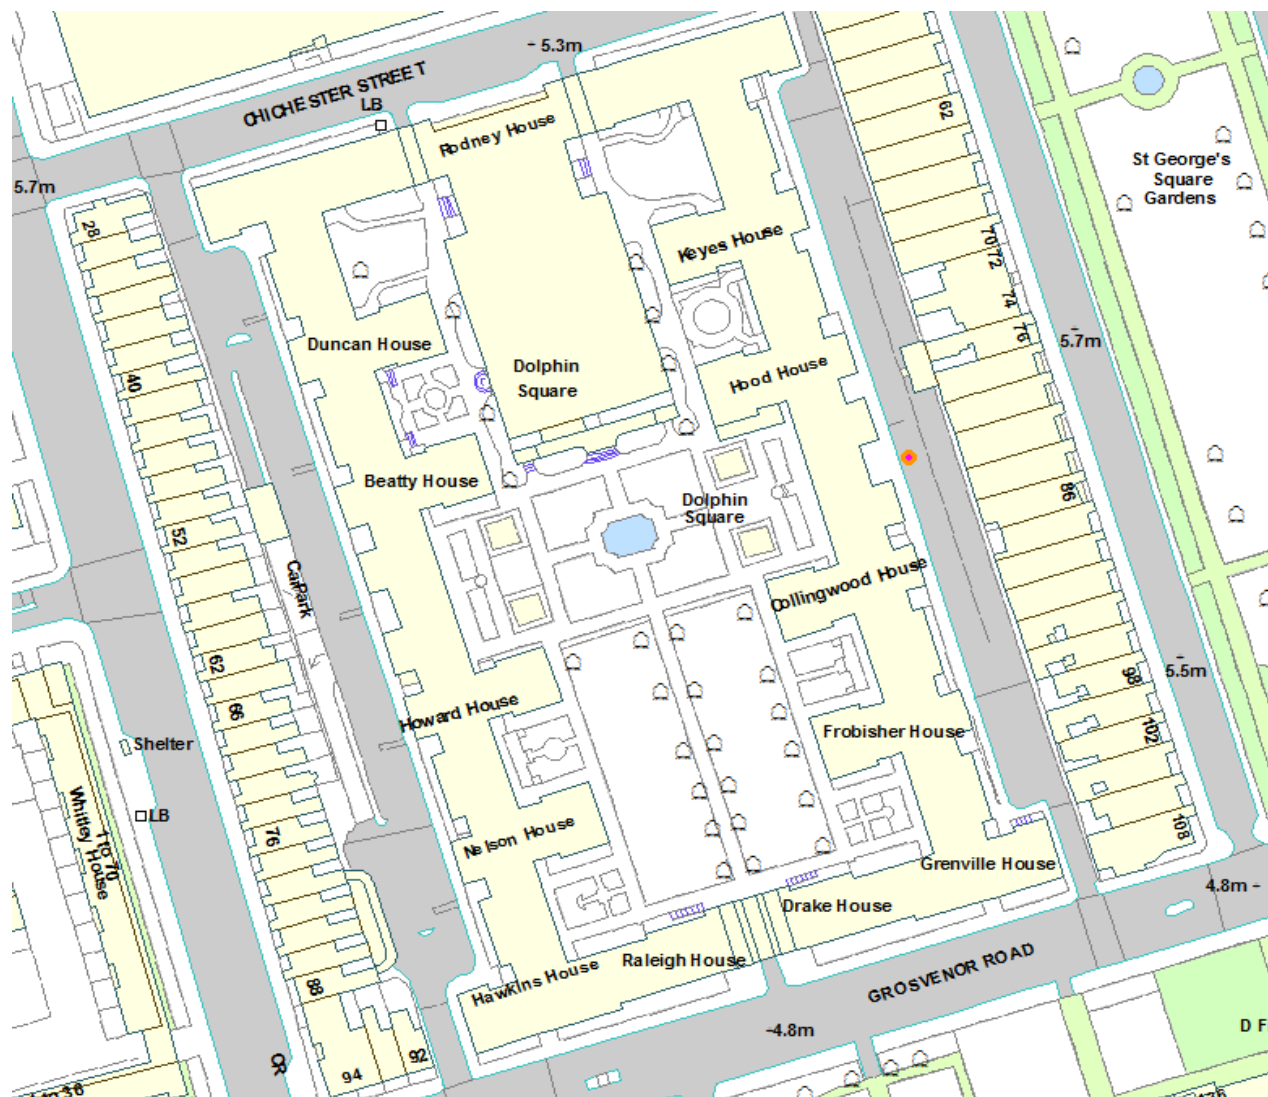 5.3m
CHICHESTER STREET
LB
Rodney House
62
St George's
Square
Gardens
5.7m
28
Keyes House
70
72
74
76
5.7m
Duncan House
Dolphin
Square
Hood House
40
Beatty House
86
Dolphin
Square
52
Car Park
Collingwood House
62
98
5.5m
66
Howard House
Shelter
Frobisher House
102
LB
1 to 70
Whitley House
76
Nelson House
108
Grenville House
4.8m
Drake House
Raleigh House
Hawkins House
GROSVENOR ROAD
88
4.8m
D F
92
94
OR
to 36